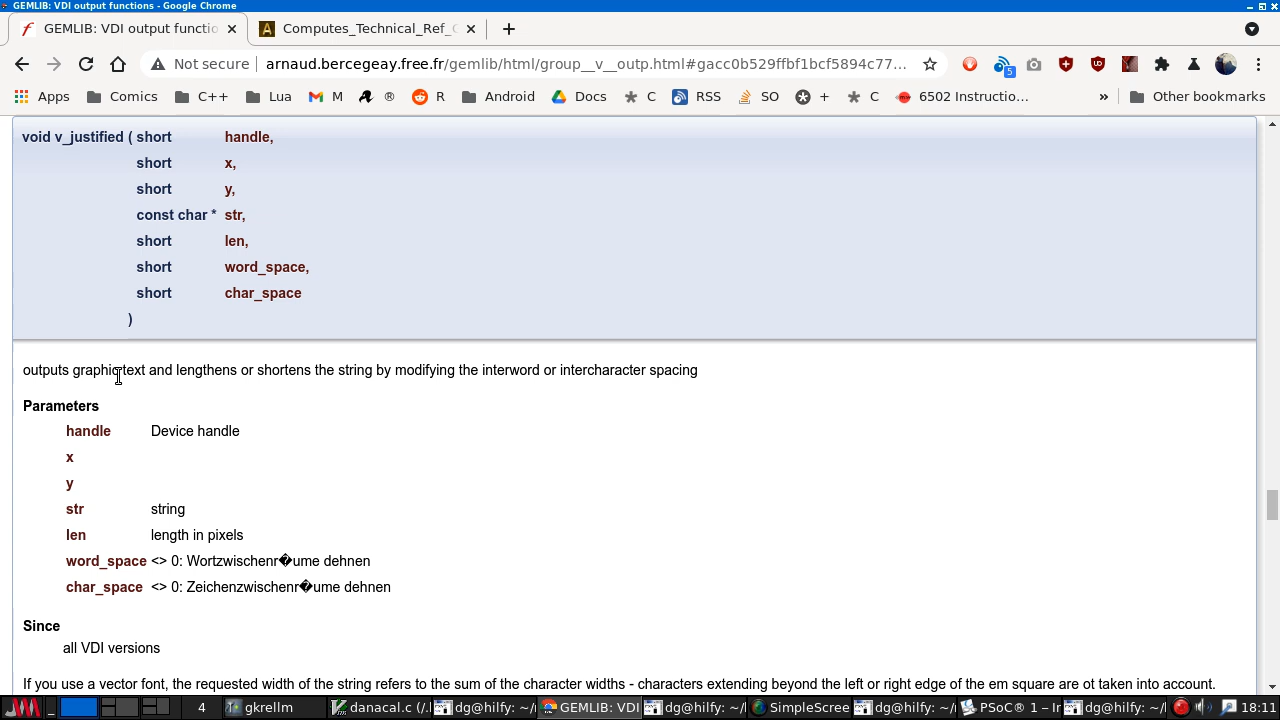 GEMLIB: VDI output functions - Google Chrome
GEMLIB: VDI output functio
Computes_Technical_Ref_
Not secure arnaud.bercegeay.free.fr/gemlib/html/group__v__outp.html#gacc0b529ffbf1bcf5894c77...
5
Apps Comics C++ Lua M ® R Android Docs C RSS SO + C 6502 Instructio... » Other bookmarks
void v_justified ( short handle,
short x,
short y,
const char * str,
short len,
short word_space,
short char_space
)
outputs graphic text and lengthens or shortens the string by modifying the interword or intercharacter spacing
Parameters
handle Device handle
x
y
str string
len length in pixels
word_space <> 0: Wortzwischenr�ume dehnen
char_space <> 0: Zeichenzwischenr�ume dehnen
Since
all VDI versions
If you use a vector font, the requested width of the string refers to the sum of the character widths - characters extending beyond the left or right edge of the em square are ot taken into account.
4 gkrellm danacal.c (/. dg@hilfy: ~/r GEMLIB: VDI dg@hilfy: ~/ SimpleScree dg@hilfy: ~/ PSoC® 1 – In dg@hilfy: ~/ 18:11